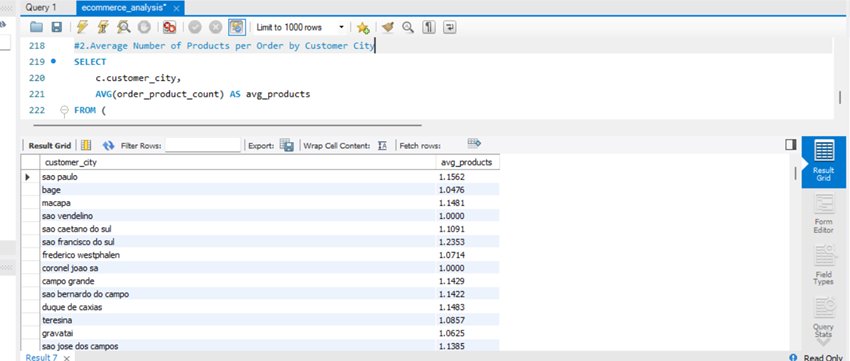 Query 1 ecommerce_analysis*
Limit to 1000 rows
218 #2.Average Number of Products per Order by Customer City
219 SELECT
220 c.customer_city,
221 AVG(order_product_count) AS avg_products
222 FROM (
Result Grid Filter Rows: Export: Wrap Cell Content: Fetch rows:
customer_city avg_products
sao paulo 1.1562
bage 1.0476
macapa 1.1481
sao vendelino 1.0000
sao caetano do sul 1.1091
sao francisco do sul 1.2353
frederico westphalen 1.0714
coronel joao sa 1.0000
campo grande 1.1429
sao bernardo do campo 1.1422
duque de caxias 1.1483
teresina 1.0857
gravatai 1.0625
sao jose dos campos 1.1385
Result
Grid
Form
Editor
Field
Types
Query
Stats
Result 7 Read Only